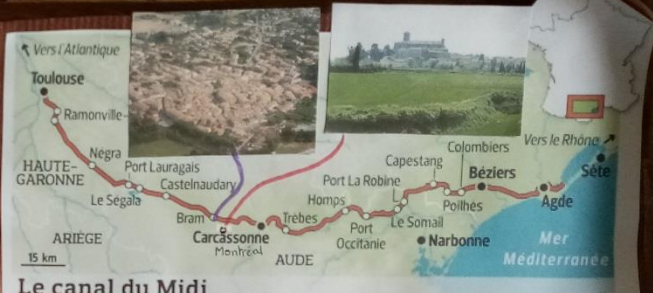 Vers l'Atlantique
Toulouse
Ramonville-
Négra
Port Lauragais
HAUTE-
GARONNE
Le Ségala
Castelnaudary
Bram
ARIÈGE
Carcassonne
Montréal
Trèbes
AUDE
15 km
Homps
Port La Robine
Port
Occitanie
Le Somail
Capestang
Colombiers
Poilhes
Béziers
Narbonne
Agde
Sète
Vers le Rhône
Mer
Méditerranée
Le canal du Midi